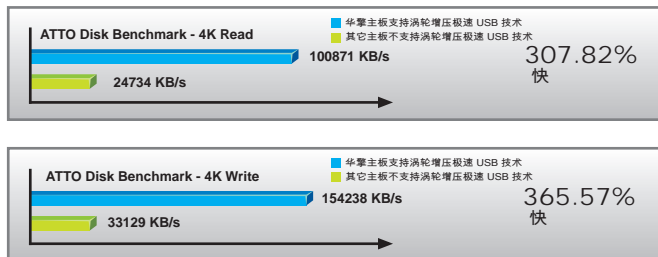 华擎主板支持涡轮增压极速 USB 技术
其它主板不支持涡轮增压极速 USB 技术
ATTO Disk Benchmark - 4K Read
100871 KB/s
24734 KB/s
307.82%
快
华擎主板支持涡轮增压极速 USB 技术
其它主板不支持涡轮增压极速 USB 技术
ATTO Disk Benchmark - 4K Write
154238 KB/s
33129 KB/s
365.57%
快